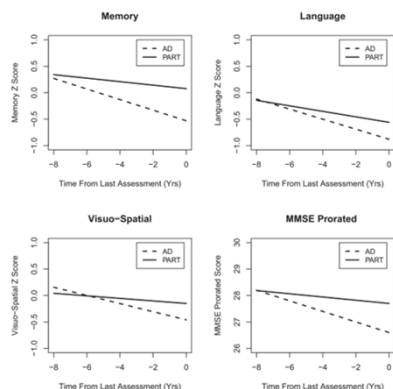 Memory
Memory Z Score
1.0
0.5
0.0
−0.5
−1.0
AD
PART
−8
−6
−4
−2
0
Time From Last Assessment (Yrs)
Language
Language Z Score
1.0
0.5
0.0
−0.5
−1.0
AD
PART
−8
−6
−4
−2
0
Time From Last Assessment (Yrs)
Visuo−Spatial
Visuo−Spatial Z Score
1.0
0.5
0.0
−0.5
−1.0
AD
PART
−8
−6
−4
−2
0
Time From Last Assessment (Yrs)
MMSE Prorated
MMSE Prorated Score
30
29
28
27
26
AD
PART
−8
−6
−4
−2
0
Time From Last Assessment (Yrs)